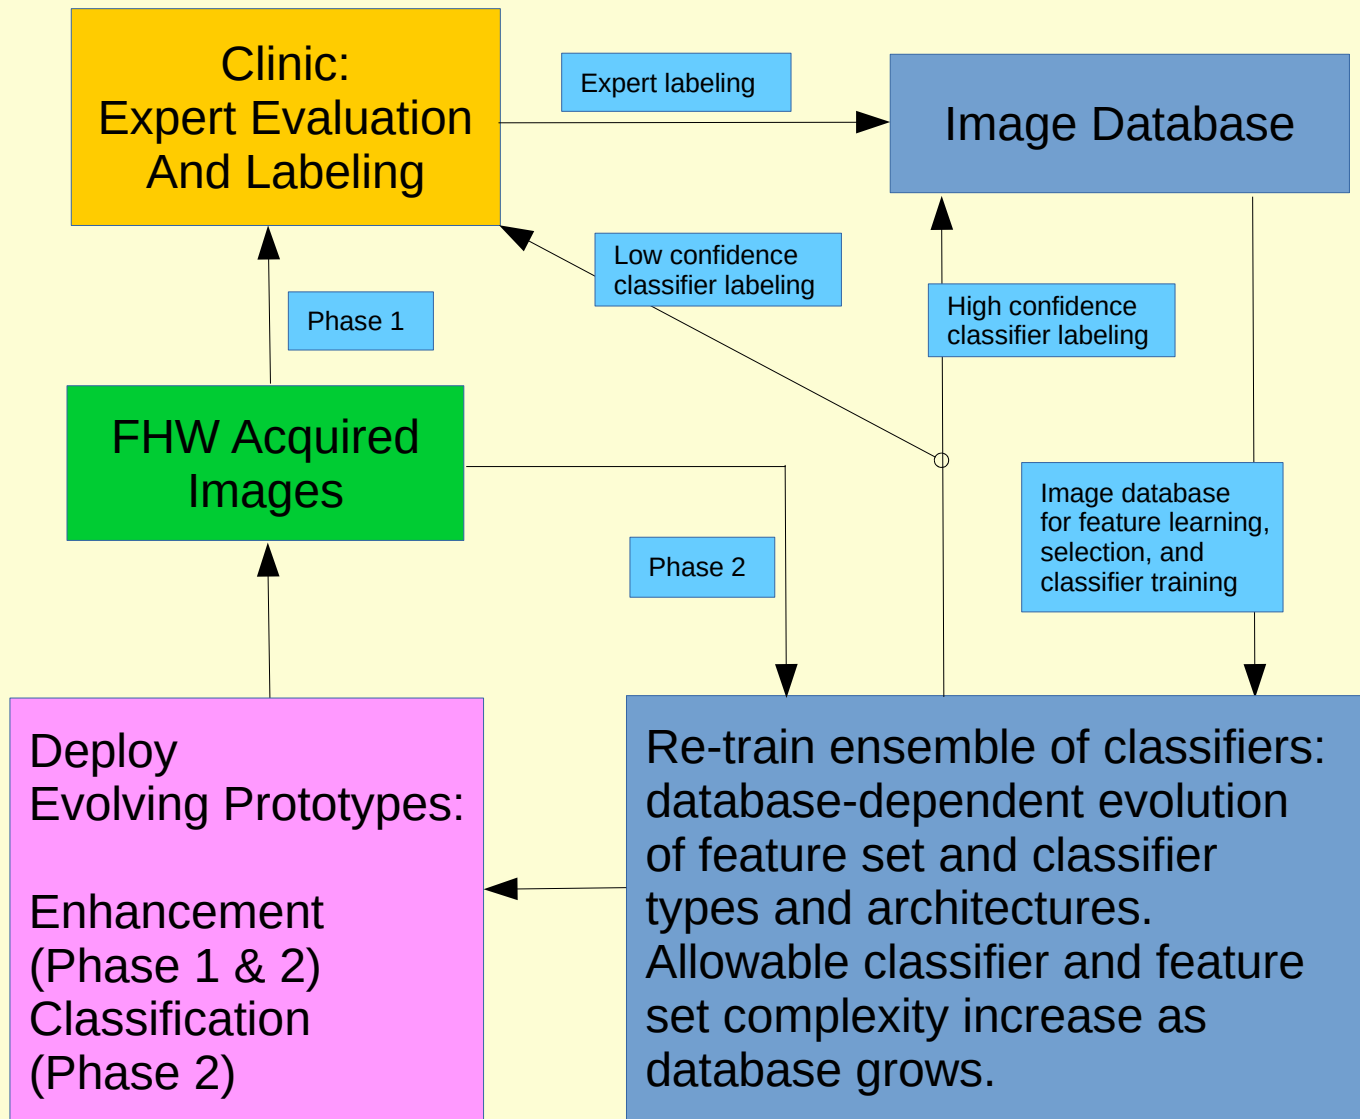 Clinic:
Expert Evaluation
And Labeling
Expert labeling
Image Database
Low confidence
classifier labeling
High confidence
classifier labeling
Phase 1
FHW Acquired
Images
Phase 2
Image database
for feature learning,
selection, and
classifier training
Deploy
Evolving Prototypes:
Enhancement
(Phase 1 & 2)
Classification
(Phase 2)
Re-train ensemble of classifiers:
database-dependent evolution
of feature set and classifier
types and architectures.
Allowable classifier and feature
set complexity increase as
database grows.